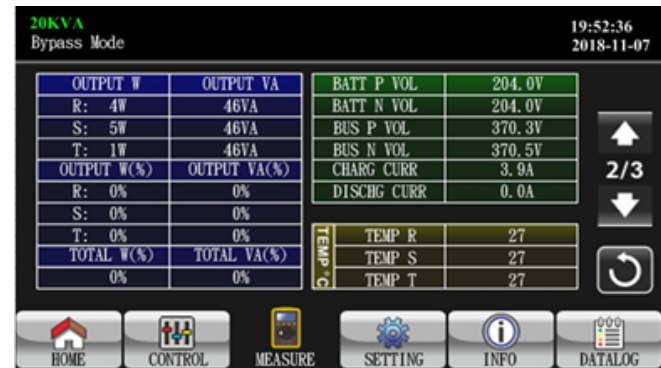 20KVA
19:52:36
Bypass Mode
2018-11-07
OUTPUT W OUTPUT VA
R: 4W 46VA
S: 5W 46VA
T: 1W 46VA
OUTPUT W(%) OUTPUT VA(%)
R: 0% 0%
S: 0% 0%
T: 0% 0%
TOTAL W(%) TOTAL VA(%)
0% 0%
BATT P VOL 204.0V
BATT N VOL 204.0V
BUS P VOL 370.3V
BUS N VOL 370.5V
CHARG CURR 3.9A
DISCHG CURR 0.0A
TEMP °C
TEMP R 27
TEMP S 27
TEMP T 27
2/3
HOME CONTROL MEASURE SETTING INFO DATALOG